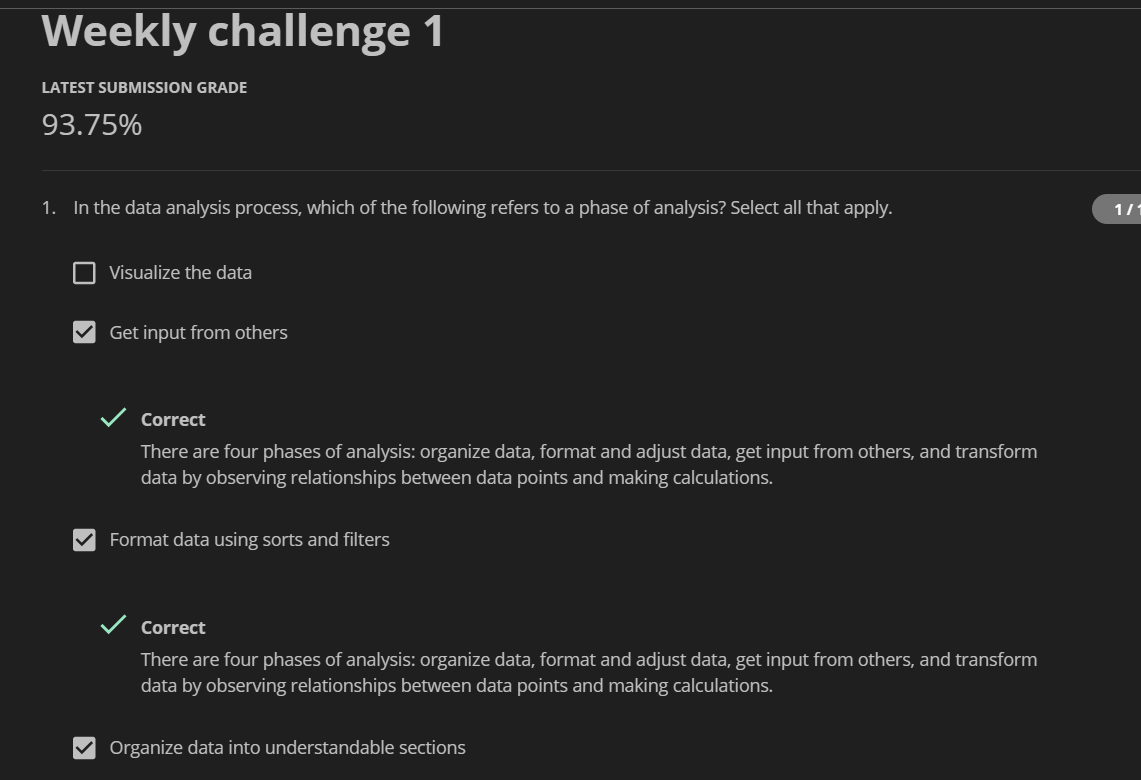 Weekly challenge 1
LATEST SUBMISSION GRADE
93.75%
1. In the data analysis process, which of the following refers to a phase of analysis? Select all that apply.
1 / 1
Visualize the data
Get input from others
Correct
There are four phases of analysis: organize data, format and adjust data, get input from others, and transform
data by observing relationships between data points and making calculations.
Format data using sorts and filters
Correct
There are four phases of analysis: organize data, format and adjust data, get input from others, and transform
data by observing relationships between data points and making calculations.
Organize data into understandable sections